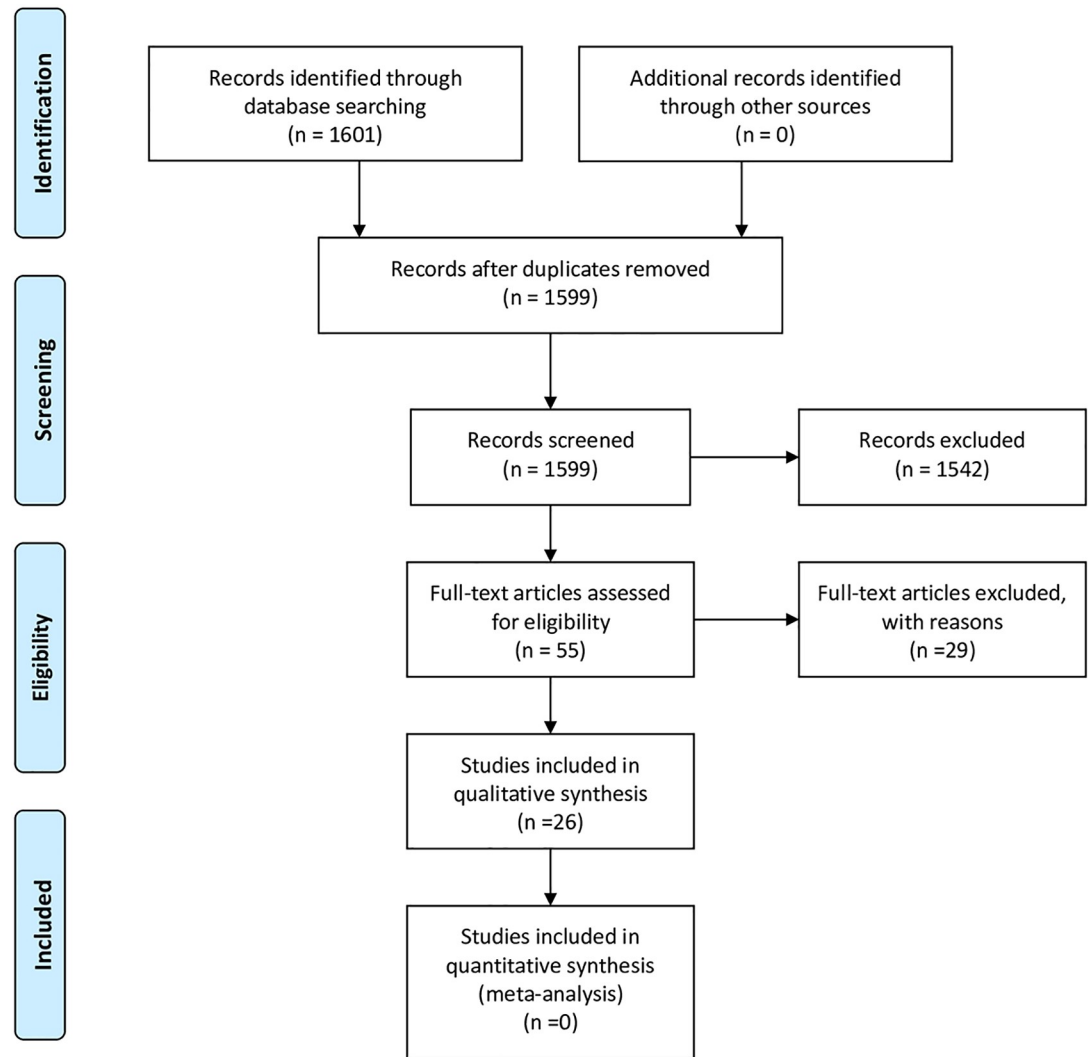 Identification
Records identified through
database searching
(n = 1601)
Additional records identified
through other sources
(n = 0)
Records after duplicates removed
(n = 1599)
Screening
Records screened
(n = 1599)
Records excluded
(n = 1542)
Eligibility
Full-text articles assessed
for eligibility
(n = 55)
Full-text articles excluded,
with reasons
(n =29)
Studies included in
qualitative synthesis
(n =26)
Included
Studies included in
quantitative synthesis
(meta-analysis)
(n =0)